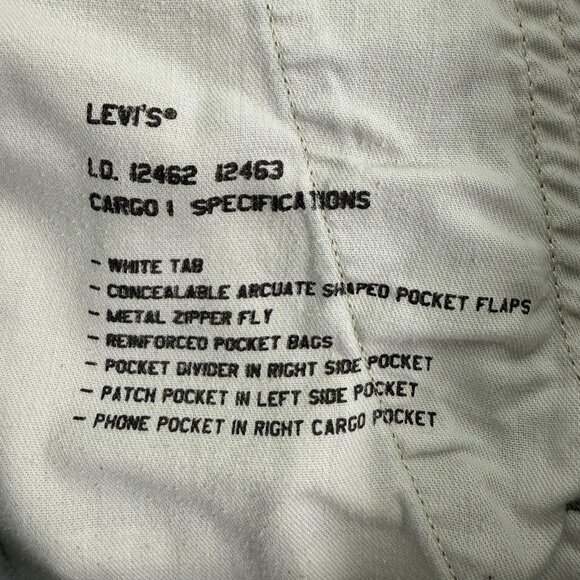 LEVI'S®
I.D. 12462 12463
CARGO 1 SPECIFICATIONS
- WHITE TAB
- CONCEALABLE ARCUATE SHAPED POCKET FLAPS
- METAL ZIPPER FLY
- REINFORCED POCKET BAGS
- POCKET DIVIDER IN RIGHT SIDE POCKET
- PATCH POCKET IN LEFT SIDE POCKET
- PHONE POCKET IN RIGHT CARGO POCKET